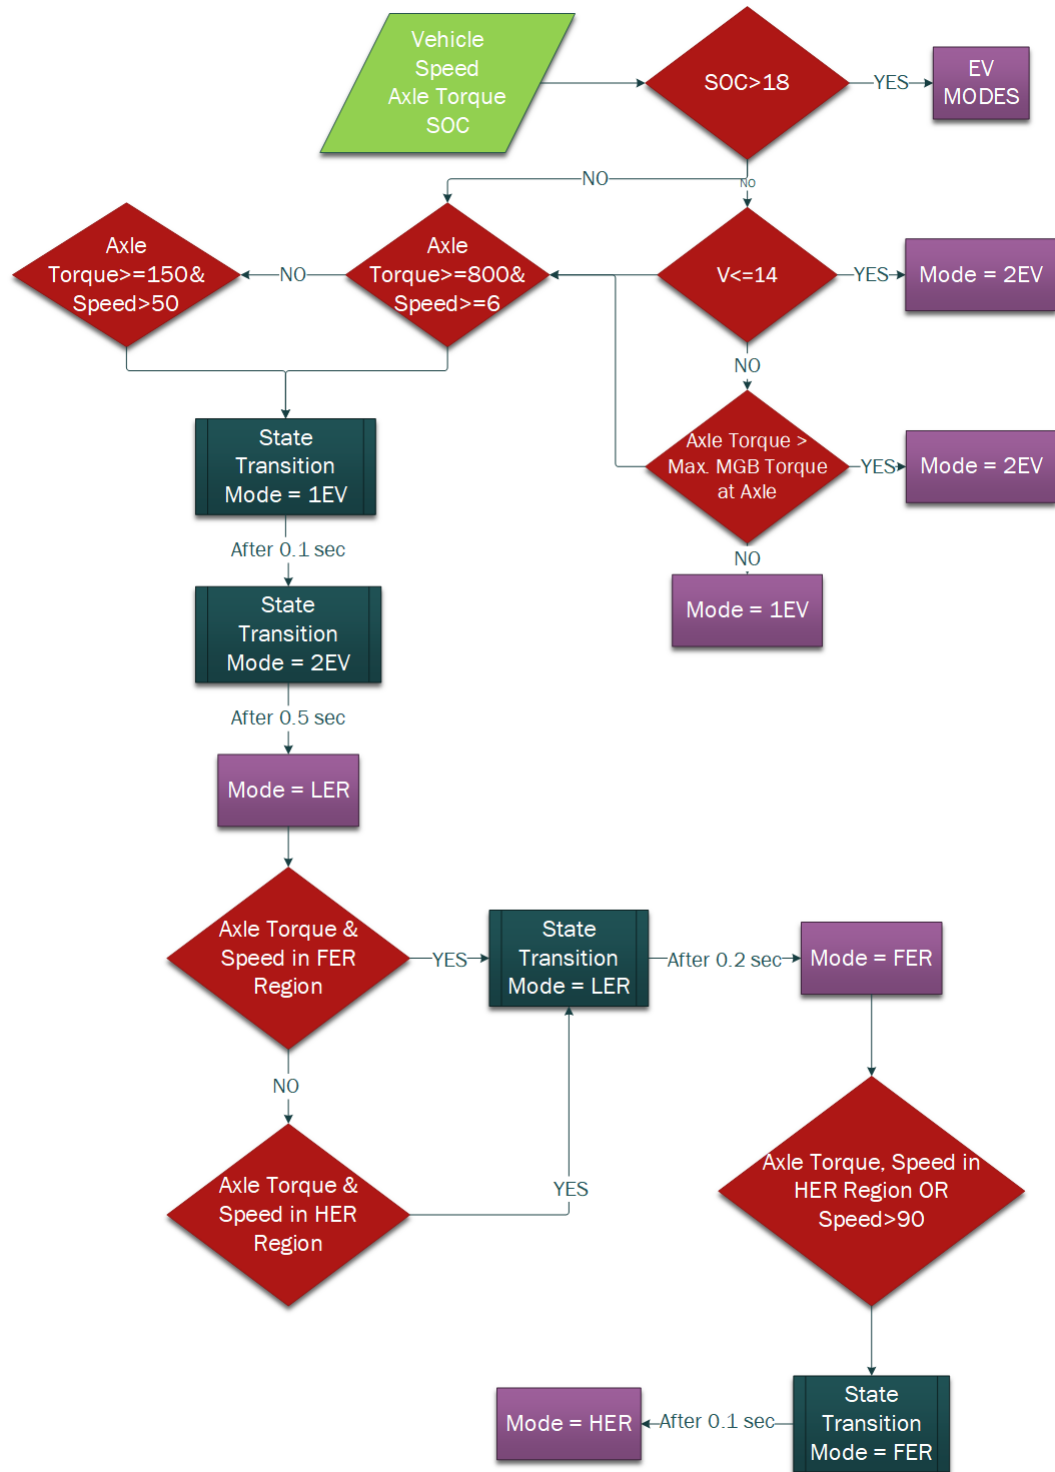 Vehicle
Speed
Axle Torque
SOC
SOC>18
YES
EV
MODES
NO
NO
Axle
Torque>=150&
Speed>50
NO
Axle
Torque>=800&
Speed>=6
V<=14
YES
Mode = 2EV
NO
Axle Torque >
Max. MGB Torque
at Axle
YES
Mode = 2EV
NO
Mode = 1EV
State
Transition
Mode = 1EV
After 0.1 sec
State
Transition
Mode = 2EV
After 0.5 sec
Mode = LER
Axle Torque &
Speed in FER
Region
YES
State
Transition
Mode = LER
After 0.2 sec
Mode = FER
NO
Axle Torque &
Speed in HER
Region
YES
Axle Torque, Speed in
HER Region OR
Speed>90
State
Transition
Mode = FER
After 0.1 sec
Mode = HER